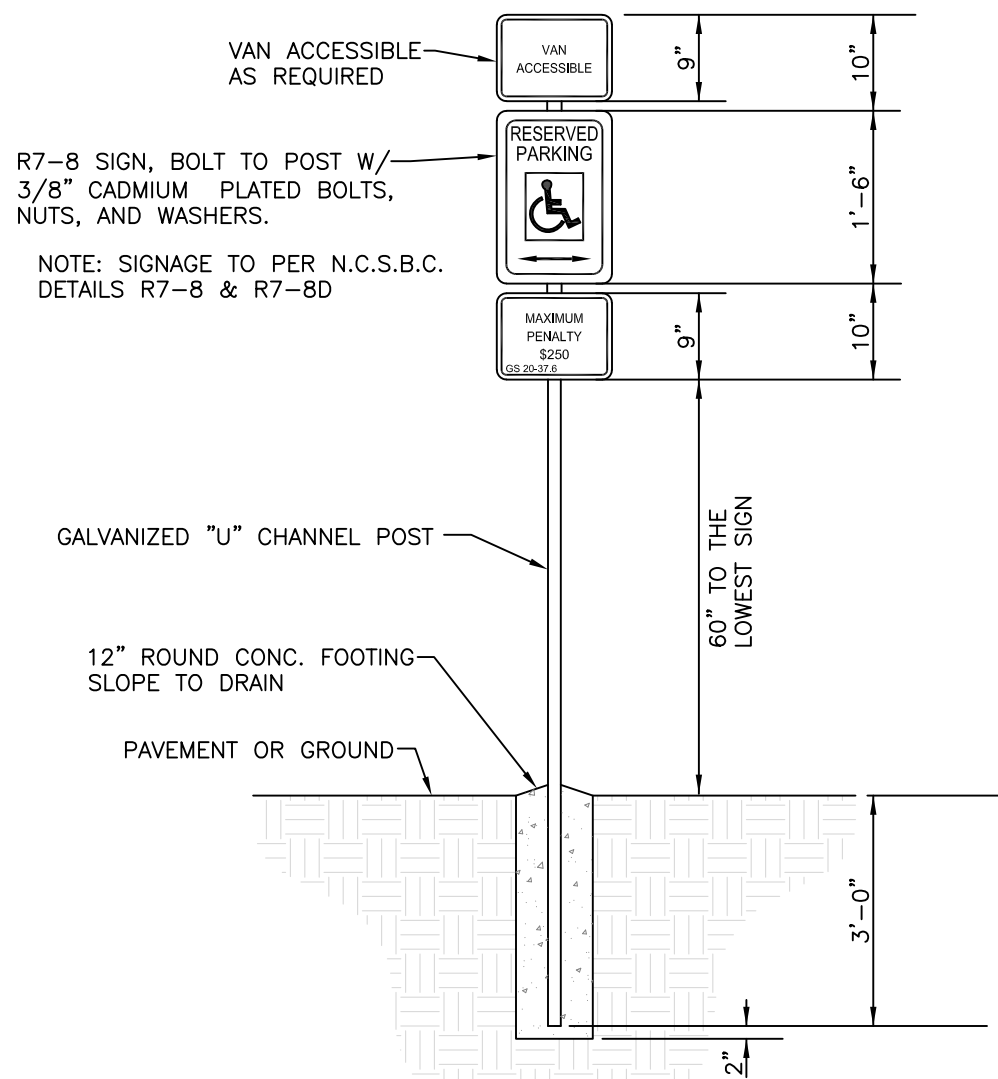 VAN ACCESSIBLE
AS REQUIRED
VAN
ACCESSIBLE
9”
10”
R7-8 SIGN, BOLT TO POST W/
3/8” CADMIUM PLATED BOLTS,
NUTS, AND WASHERS.
RESERVED
PARKING
1'-6”
NOTE: SIGNAGE TO PER N.C.S.B.C.
DETAILS R7-8 & R7-8D
MAXIMUM
PENALTY
$250
GS 20-37.6
9”
10”
GALVANIZED ”U” CHANNEL POST
60” TO THE
LOWEST SIGN
12” ROUND CONC. FOOTING
SLOPE TO DRAIN
PAVEMENT OR GROUND
3'-0”
2”